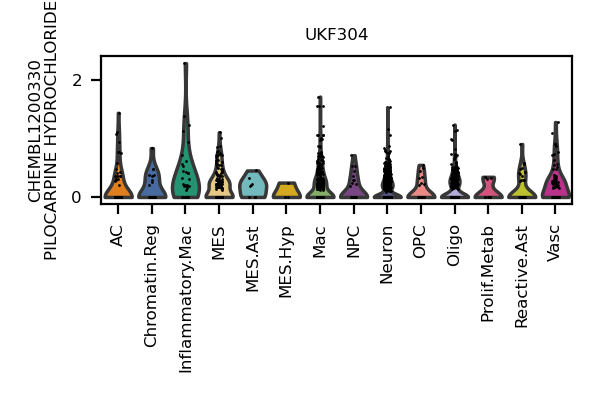 UKF304
CHEMBL1200330
PILOCARPINE HYDROCHLORIDE
2
0
AC
Chromatin.Reg
Inflammatory.Mac
MES
MES.Ast
MES.Hyp
Mac
NPC
Neuron
OPC
Oligo
Prolif.Metab
Reactive.Ast
Vasc